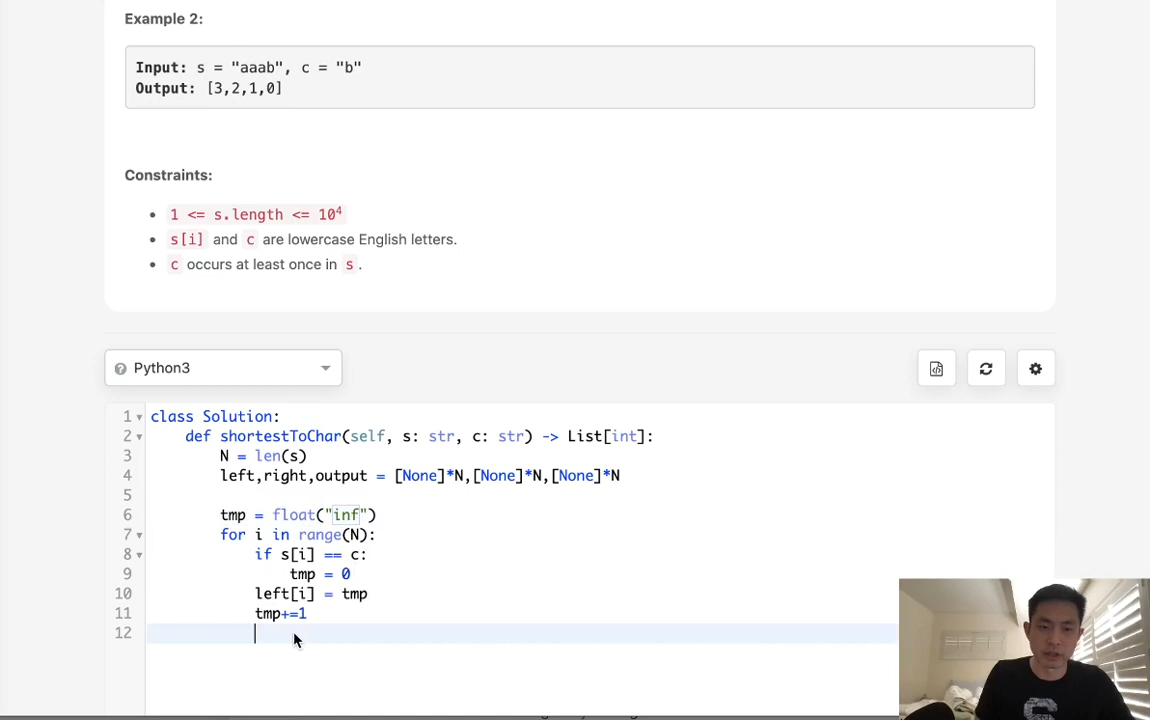 Example 2:
Input: s = "aaab", c = "b"
Output: [3,2,1,0]
Constraints:
1 <= s.length <= 10⁴
s[i] and c are lowercase English letters.
c occurs at least once in s.
Python3
1 class Solution:
2 def shortestToChar(self, s: str, c: str) -> List[int]:
3 N = len(s)
4 left,right,output = [None]*N,[None]*N,[None]*N
5
6 tmp = float("inf")
7 for i in range(N):
8 if s[i] == c:
9 tmp = 0
10 left[i] = tmp
11 tmp+=1
12